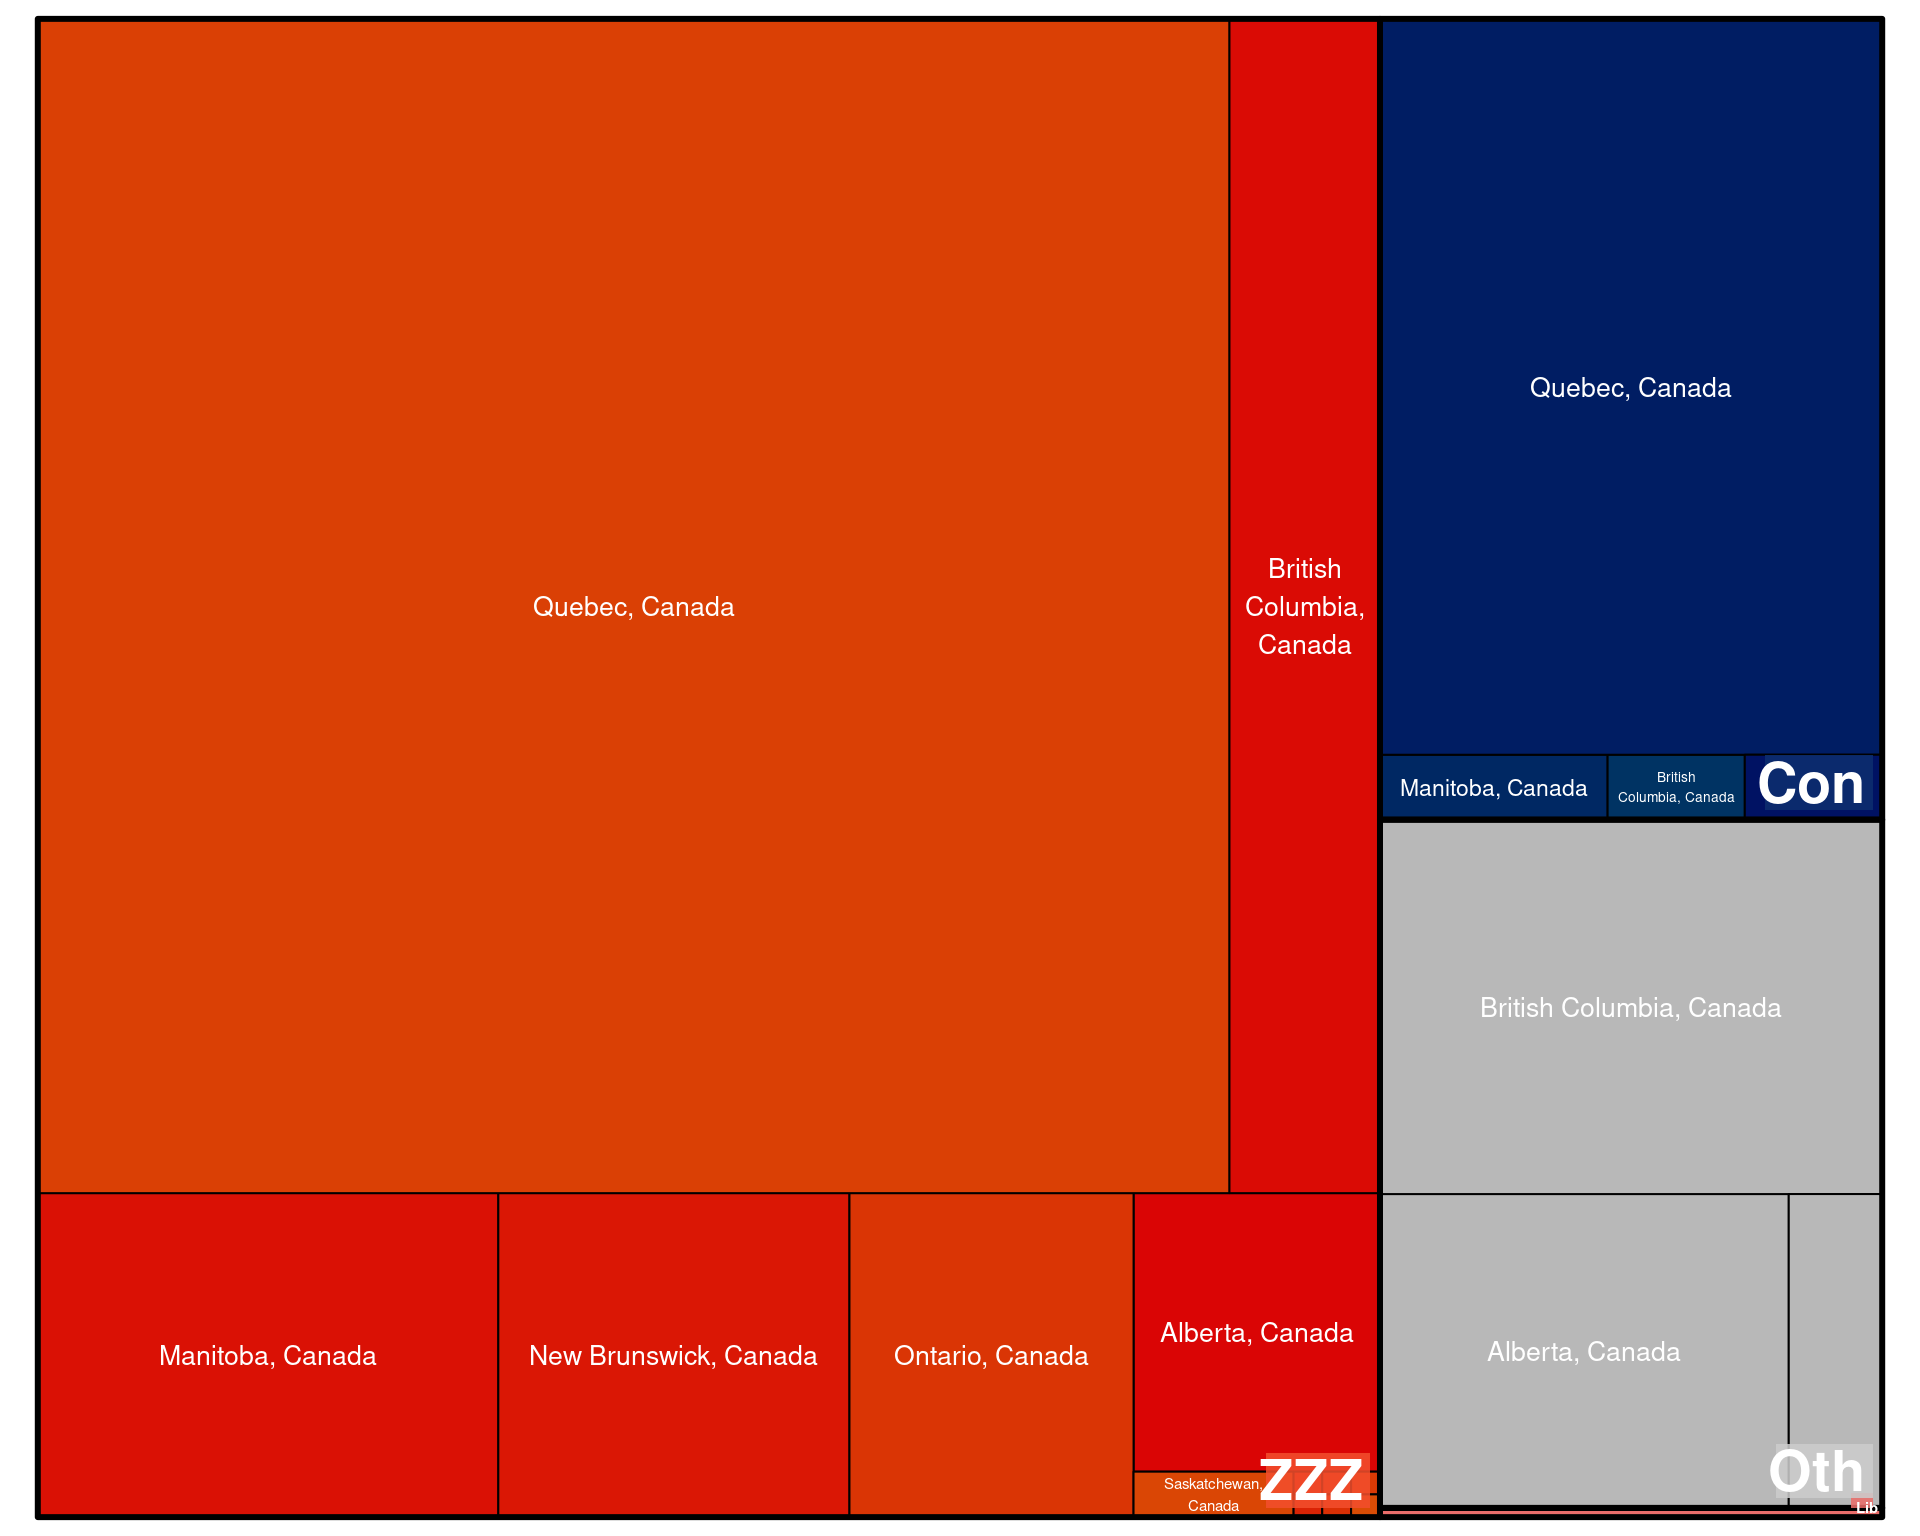 Quebec, Canada
British
Columbia,
Canada
Manitoba, Canada
New Brunswick, Canada
Ontario, Canada
Alberta, Canada
Saskatchewan,
Canada
ZZZ
Quebec, Canada
Manitoba, Canada
British
Columbia, Canada
Con
British Columbia, Canada
Alberta, Canada
Oth
Lib